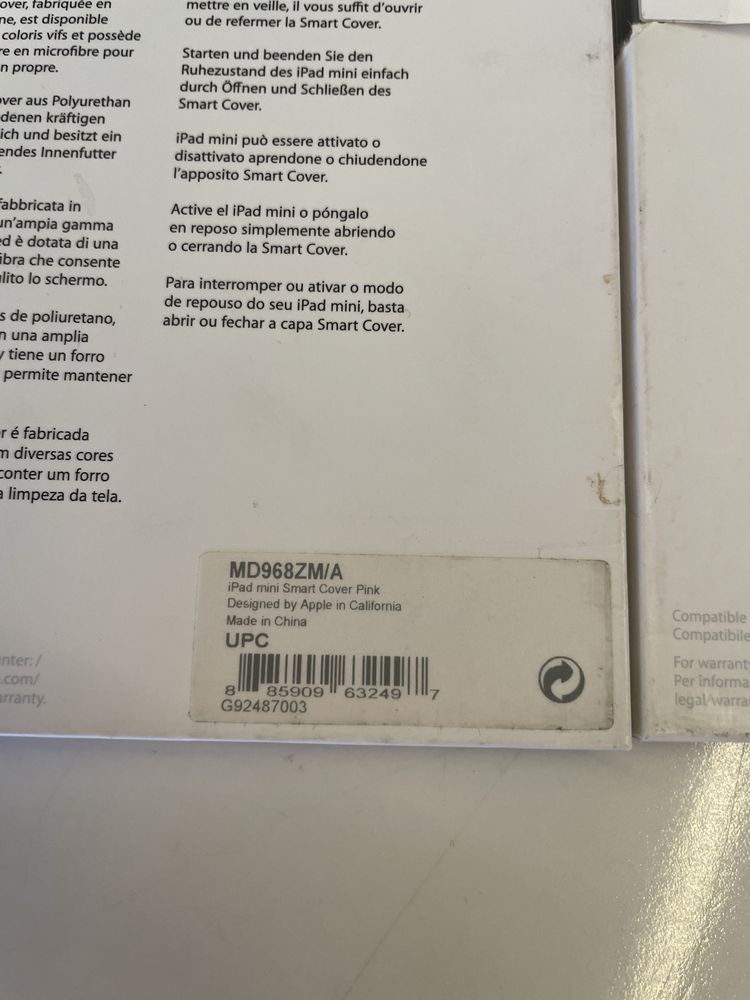 over, fabriquée en
ne, est disponible
coloris vifs et possède
re en microfibre pour
n propre.
over aus Polyurethan
denen kräftigen
ich und besitzt ein
endes Innenfutter
fabbricata in
un'ampia gamma
ed è dotata di una
ibra che consente
ulito lo schermo.
s de poliuretano,
n una amplia
y tiene un forro
permite mantener
r é fabricada
m diversas cores
conter um forro
a limpeza da tela.
mettre en veille, il vous suffit d'ouvrir
ou de refermer la Smart Cover.
Starten und beenden Sie den
Ruhezustand des iPad mini einfach
durch Öffnen und Schließen des
Smart Cover.
iPad mini può essere attivato o
disattivato aprendone o chiudendone
l'apposito Smart Cover.
Active el iPad mini o póngalo
en reposo simplemente abriendo
o cerrando la Smart Cover.
Para interromper ou ativar o modo
de repouso do seu iPad mini, basta
abrir ou fechar a capa Smart Cover.
nter: /
.com/
arranty.
MD968ZM/A
iPad mini Smart Cover Pink
Designed by Apple in California
Made in China
UPC
8 85909 63249 7
G92487003
Compatible
Compatibile
For warrant
Per informa
legal/warra